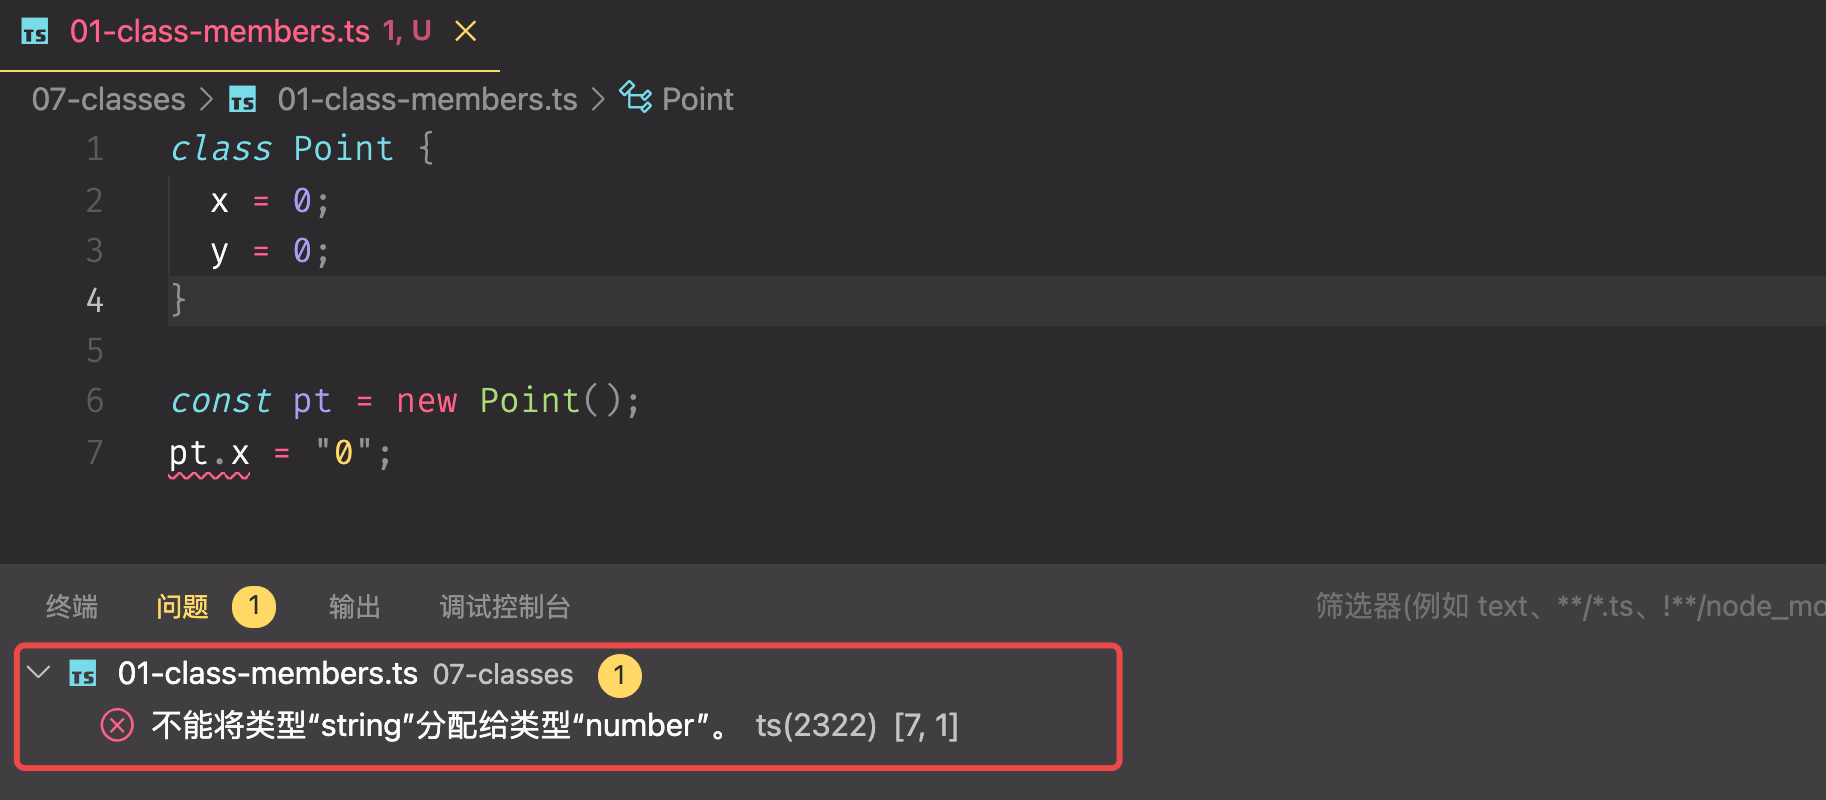 TS 01-class-members.ts 1, U
07-classes > TS 01-class-members.ts > Point
1 class Point {
2   x = 0;
3   y = 0;
4 }
5
6 const pt = new Point();
7 pt.x = "0";
终端 问题 1 输出 调试控制台 筛选器(例如 text、**/*.ts、!**/node_mo
TS 01-class-members.ts 07-classes 1
不能将类型“string”分配给类型“number”。 ts(2322) [7, 1]